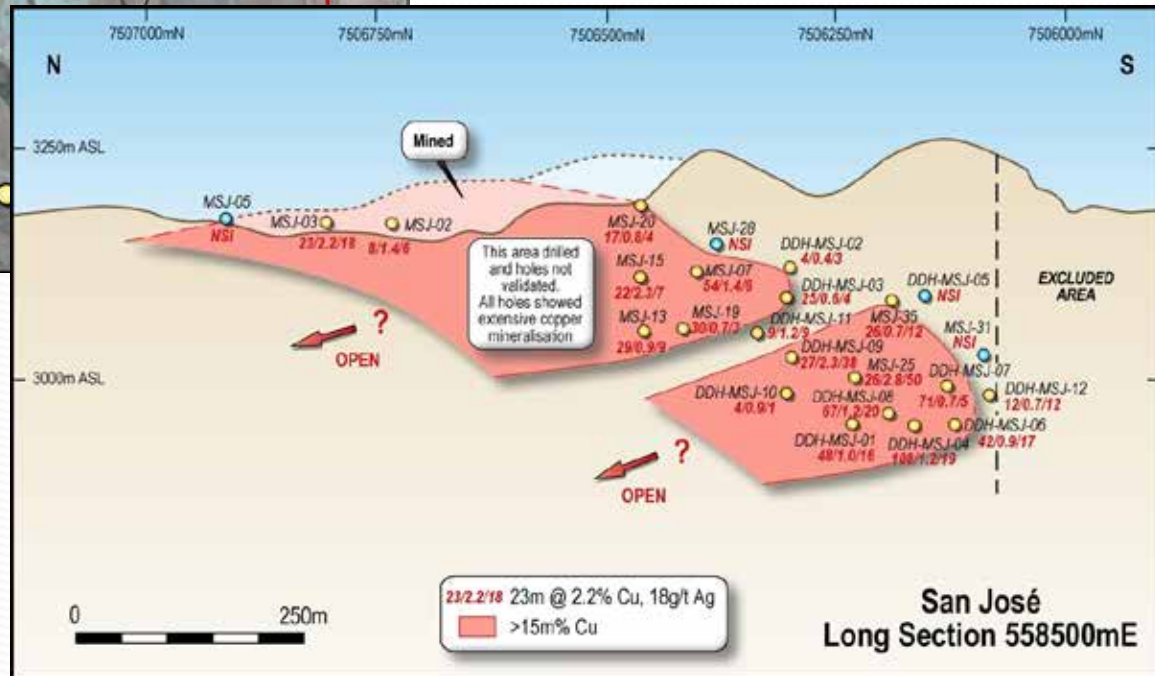 7507000mN
7506750mN
7506500mN
7506250mN
7506000mN
N
S
3250m ASL
Mined
MSJ-05
NSI
MSJ-03
23/2.2/18
MSJ-02
8/1.4/6
MSJ-20
17/0.8/4
MSJ-28
NSI
DDH-MSJ-02
4/0.4/3
This area drilled
and holes not
validated.
All holes showed
extensive copper
mineralisation
MSJ-15
22/2.3/7
MSJ-07
54/1.4/6
DDH-MSJ-03
25/0.6/4
DDH-MSJ-05
NSI
EXCLUDED
AREA
MSJ-13
29/0.9/9
MSJ-19
30/0.7/3
DDH-MSJ-11
9/1.2/9
MSJ-35
26/0.7/12
MSJ-31
NSI
?
OPEN
3000m ASL
DDH-MSJ-09
27/2.3/38
MSJ-25
26/2.8/50
DDH-MSJ-07
71/0.7/5
DDH-MSJ-10
4/0.9/1
DDH-MSJ-08
67/1.2/20
DDH-MSJ-12
12/0.7/12
DDH-MSJ-01
48/1.0/16
DDH-MSJ-04
108/1.2/19
DDH-MSJ-06
42/0.9/17
?
OPEN
23/2.2/18 23m @ 2.2% Cu, 18g/t Ag
>15m% Cu
0
250m
San José
Long Section 558500mE